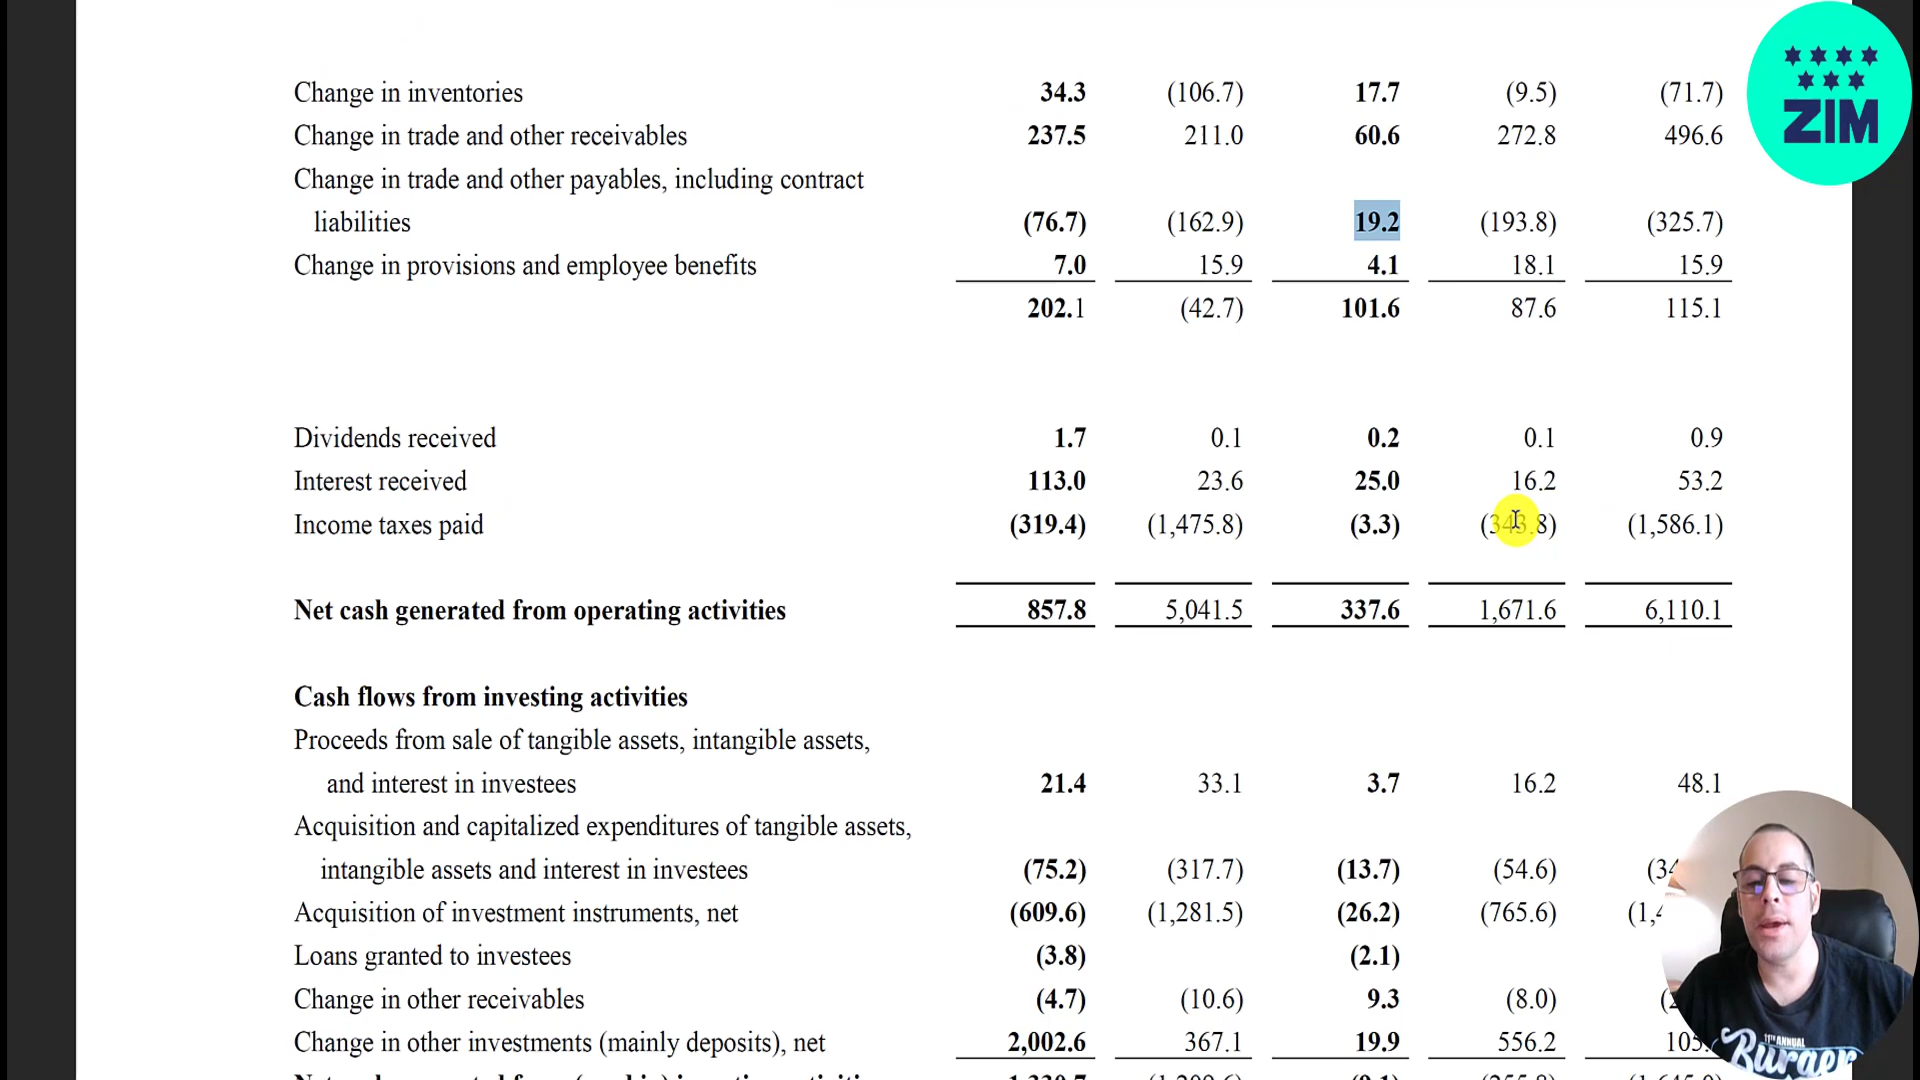 Change in inventories 34.3 (106.7) 17.7 (9.5) (71.7)
Change in trade and other receivables 237.5 211.0 60.6 272.8 496.6
Change in trade and other payables, including contract
liabilities (76.7) (162.9) 19.2 (193.8) (325.7)
Change in provisions and employee benefits 7.0 15.9 4.1 18.1 15.9
202.1 (42.7) 101.6 87.6 115.1
Dividends received 1.7 0.1 0.2 0.1 0.9
Interest received 113.0 23.6 25.0 16.2 53.2
Income taxes paid (319.4) (1,475.8) (3.3) (343.8) (1,586.1)
Net cash generated from operating activities 857.8 5,041.5 337.6 1,671.6 6,110.1
Cash flows from investing activities
Proceeds from sale of tangible assets, intangible assets,
and interest in investees 21.4 33.1 3.7 16.2 48.1
Acquisition and capitalized expenditures of tangible assets,
intangible assets and interest in investees (75.2) (317.7) (13.7) (54.6)
Acquisition of investment instruments, net (609.6) (1,281.5) (26.2) (765.6)
Loans granted to investees (3.8) (2.1)
Change in other receivables (4.7) (10.6) 9.3 (8.0)
Change in other investments (mainly deposits), net 2,002.6 367.1 19.9 556.2
ZIM
11TH ANNUAL
Burger